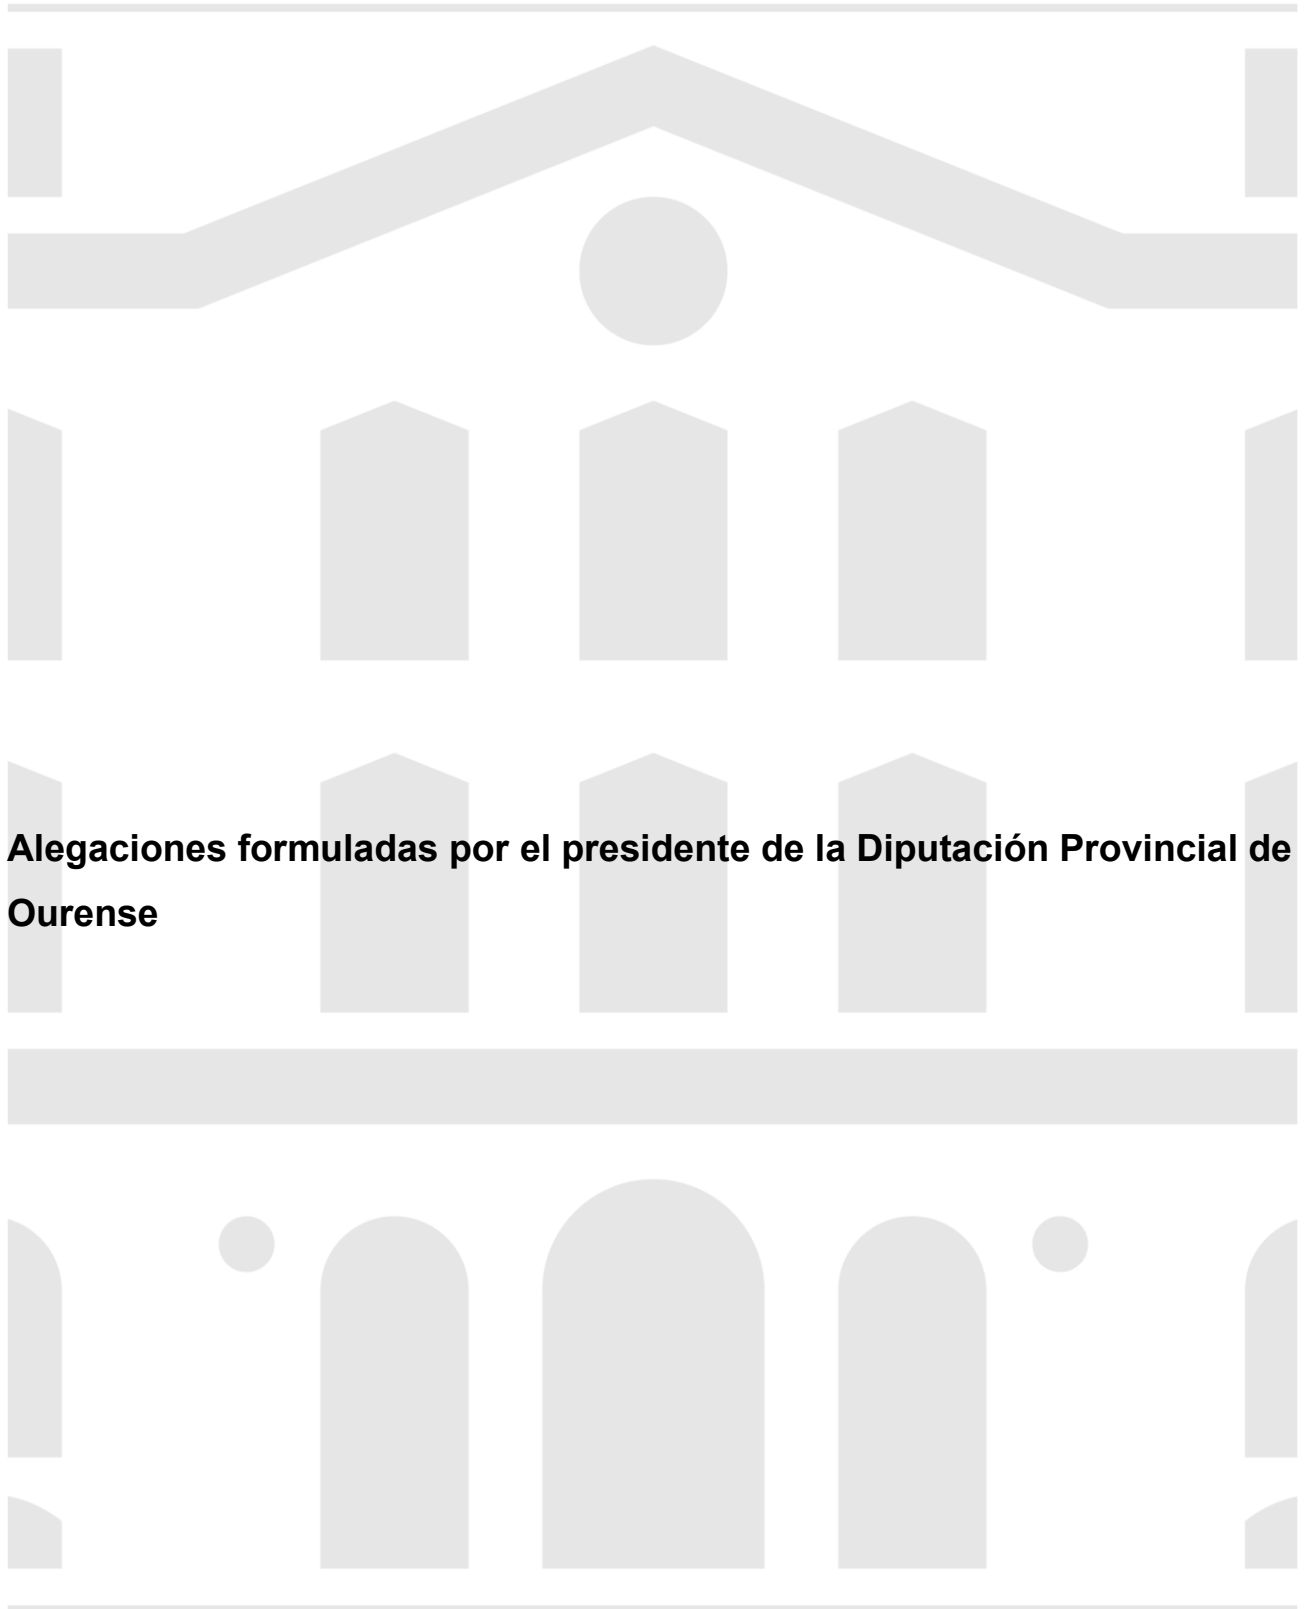 Alegaciones formuladas por el presidente de la Diputación Provincial de
Ourense